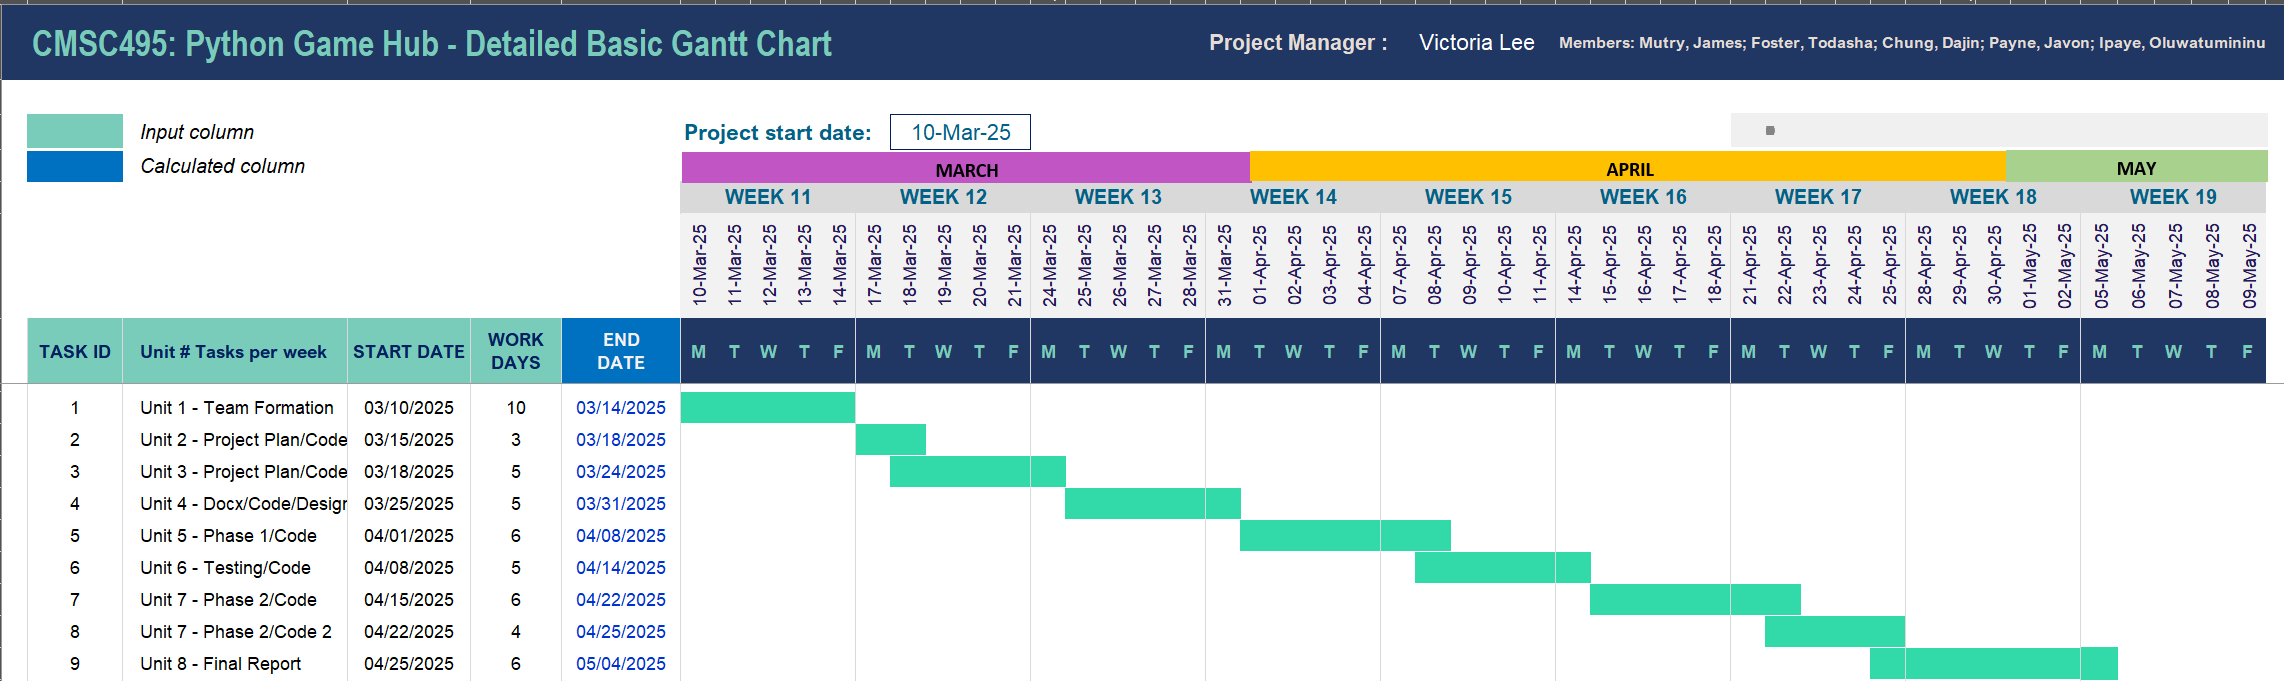 CMSC495: Python Game Hub - Detailed Basic Gantt Chart
Project Manager : Victoria Lee Members: Mutry, James; Foster, Todasha; Chung, Dajin; Payne, Javon; Ipaye, Oluwatumininu
Input column
Calculated column
Project start date: 10-Mar-25
MARCH APRIL MAY
WEEK 11 WEEK 12 WEEK 13 WEEK 14 WEEK 15 WEEK 16 WEEK 17 WEEK 18 WEEK 19
10-Mar-25 11-Mar-25 12-Mar-25 13-Mar-25 14-Mar-25 17-Mar-25 18-Mar-25 19-Mar-25 20-Mar-25 21-Mar-25 24-Mar-25 25-Mar-25 26-Mar-25 27-Mar-25 28-Mar-25 31-Mar-25 01-Apr-25 02-Apr-25 03-Apr-25 04-Apr-25 07-Apr-25 08-Apr-25 09-Apr-25 10-Apr-25 11-Apr-25 14-Apr-25 15-Apr-25 16-Apr-25 17-Apr-25 18-Apr-25 21-Apr-25 22-Apr-25 23-Apr-25 24-Apr-25 25-Apr-25 28-Apr-25 29-Apr-25 30-Apr-25 01-May-25 02-May-25 05-May-25 06-May-25 07-May-25 08-May-25 09-May-25
TASK ID Unit # Tasks per week START DATE WORK DAYS END DATE M T W T F M T W T F M T W T F M T W T F M T W T F M T W T F M T W T F M T W T F M T W T F
1 Unit 1 - Team Formation 03/10/2025 10 03/14/2025
2 Unit 2 - Project Plan/Code 03/15/2025 3 03/18/2025
3 Unit 3 - Project Plan/Code 03/18/2025 5 03/24/2025
4 Unit 4 - Docx/Code/Design 03/25/2025 5 03/31/2025
5 Unit 5 - Phase 1/Code 04/01/2025 6 04/08/2025
6 Unit 6 - Testing/Code 04/08/2025 5 04/14/2025
7 Unit 7 - Phase 2/Code 04/15/2025 6 04/22/2025
8 Unit 7 - Phase 2/Code 2 04/22/2025 4 04/25/2025
9 Unit 8 - Final Report 04/25/2025 6 05/04/2025